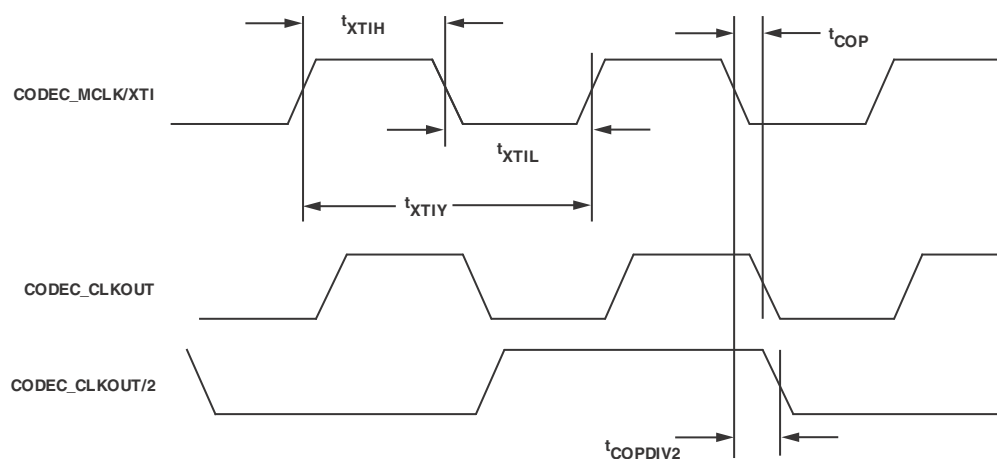 tXTIH
tCOP
CODEC_MCLK/XTI
tXTIL
tXTIY
CODEC_CLKOUT
CODEC_CLKOUT/2
tCOPDIV2